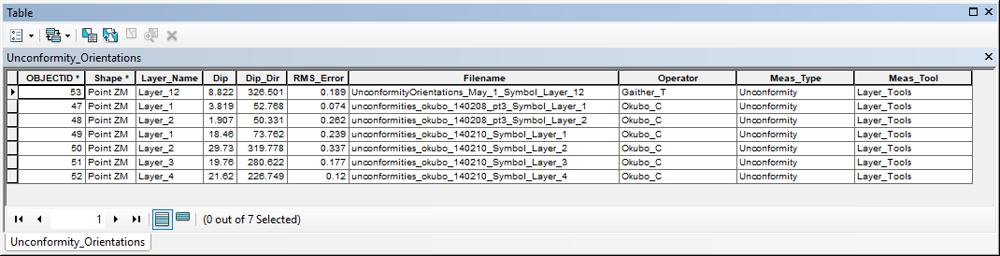 Table
Unconformity_Orientations
OBJECTID * Shape * Layer_Name Dip Dip_Dir RMS_Error Filename Operator Meas_Type Meas_Tool
53 Point ZM Layer_12 8.822 326.501 0.189 UnconformityOrientations_May_1_Symbol_Layer_12 Gaither_T Unconformity Layer_Tools
47 Point ZM Layer_1 3.819 52.768 0.074 unconformities_okubo_140208_pt3_Symbol_Layer_1 Okubo_C Unconformity Layer_Tools
48 Point ZM Layer_2 1.907 50.331 0.262 unconformities_okubo_140208_pt3_Symbol_Layer_2 Okubo_C Unconformity Layer_Tools
49 Point ZM Layer_1 18.46 73.762 0.239 unconformities_okubo_140210_Symbol_Layer_1 Okubo_C Unconformity Layer_Tools
50 Point ZM Layer_2 29.73 319.778 0.337 unconformities_okubo_140210_Symbol_Layer_2 Okubo_C Unconformity Layer_Tools
51 Point ZM Layer_3 19.76 280.622 0.177 unconformities_okubo_140210_Symbol_Layer_3 Okubo_C Unconformity Layer_Tools
52 Point ZM Layer_4 21.62 226.749 0.12 unconformities_okubo_140210_Symbol_Layer_4 Okubo_C Unconformity Layer_Tools
1 (0 out of 7 Selected)
Unconformity_Orientations